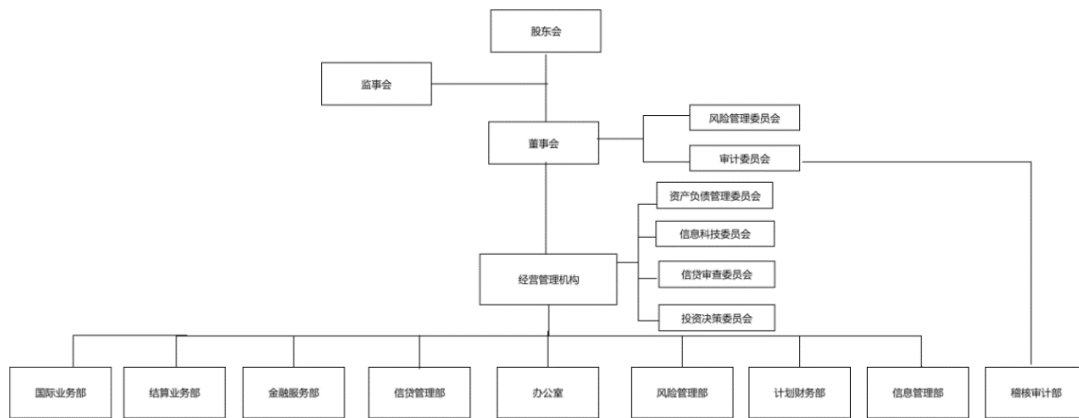 股东会
监事会
董事会
风险管理委员会
审计委员会
资产负债管理委员会
信息科技委员会
经营管理机构
信贷审查委员会
投资决策委员会
国际业务部
结算业务部
金融服务部
信贷管理部
办公室
风险管理部
计划财务部
信息管理部
稽核审计部